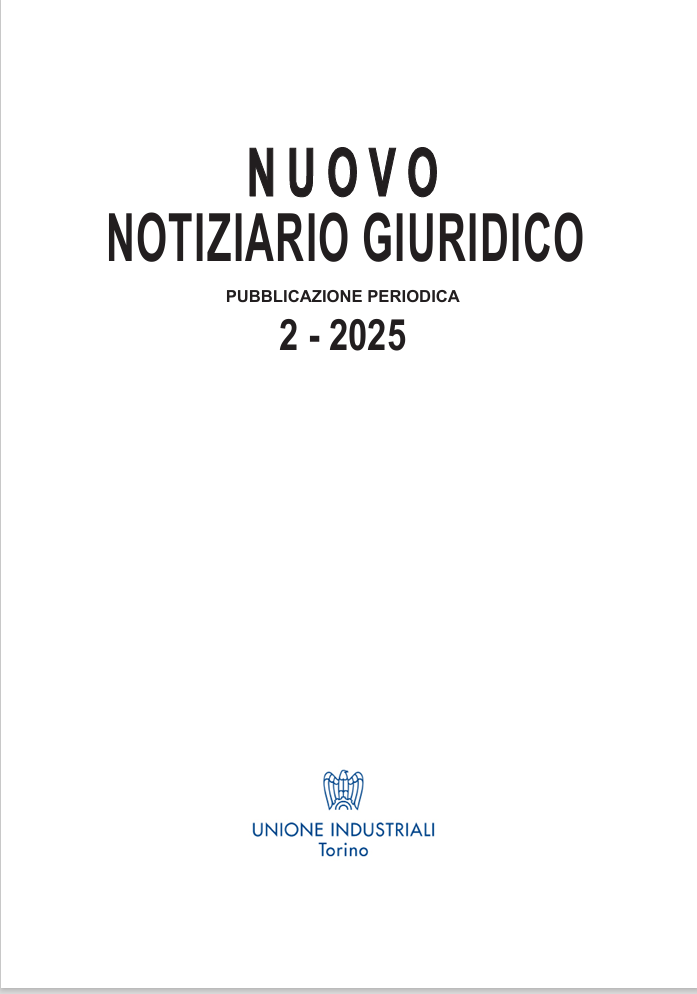 NUOVO
NOTIZIARIO GIURIDICO
PUBBLICAZIONE PERIODICA
2 - 2025
UNIONE INDUSTRIALI
Torino